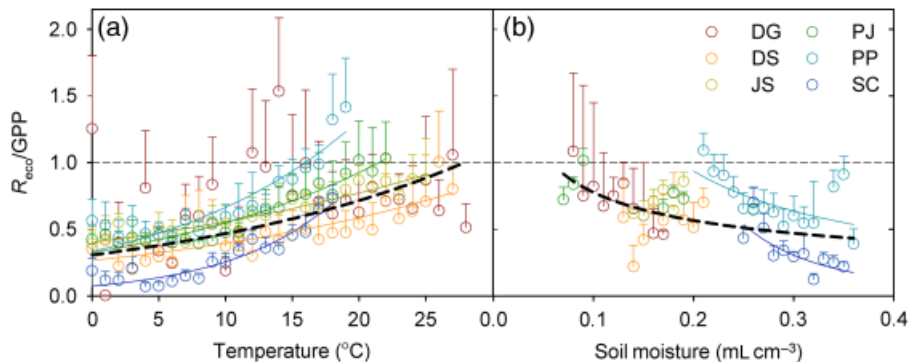 (a)
(b)
DG PJ
DS PP
JS SC
2.0
1.5
1.0
0.5
0.0
R_eco/GPP
0 5 10 15 20 25 0.0 0.1 0.2 0.3 0.4
Temperature (°C) Soil moisture (mL cm⁻³)